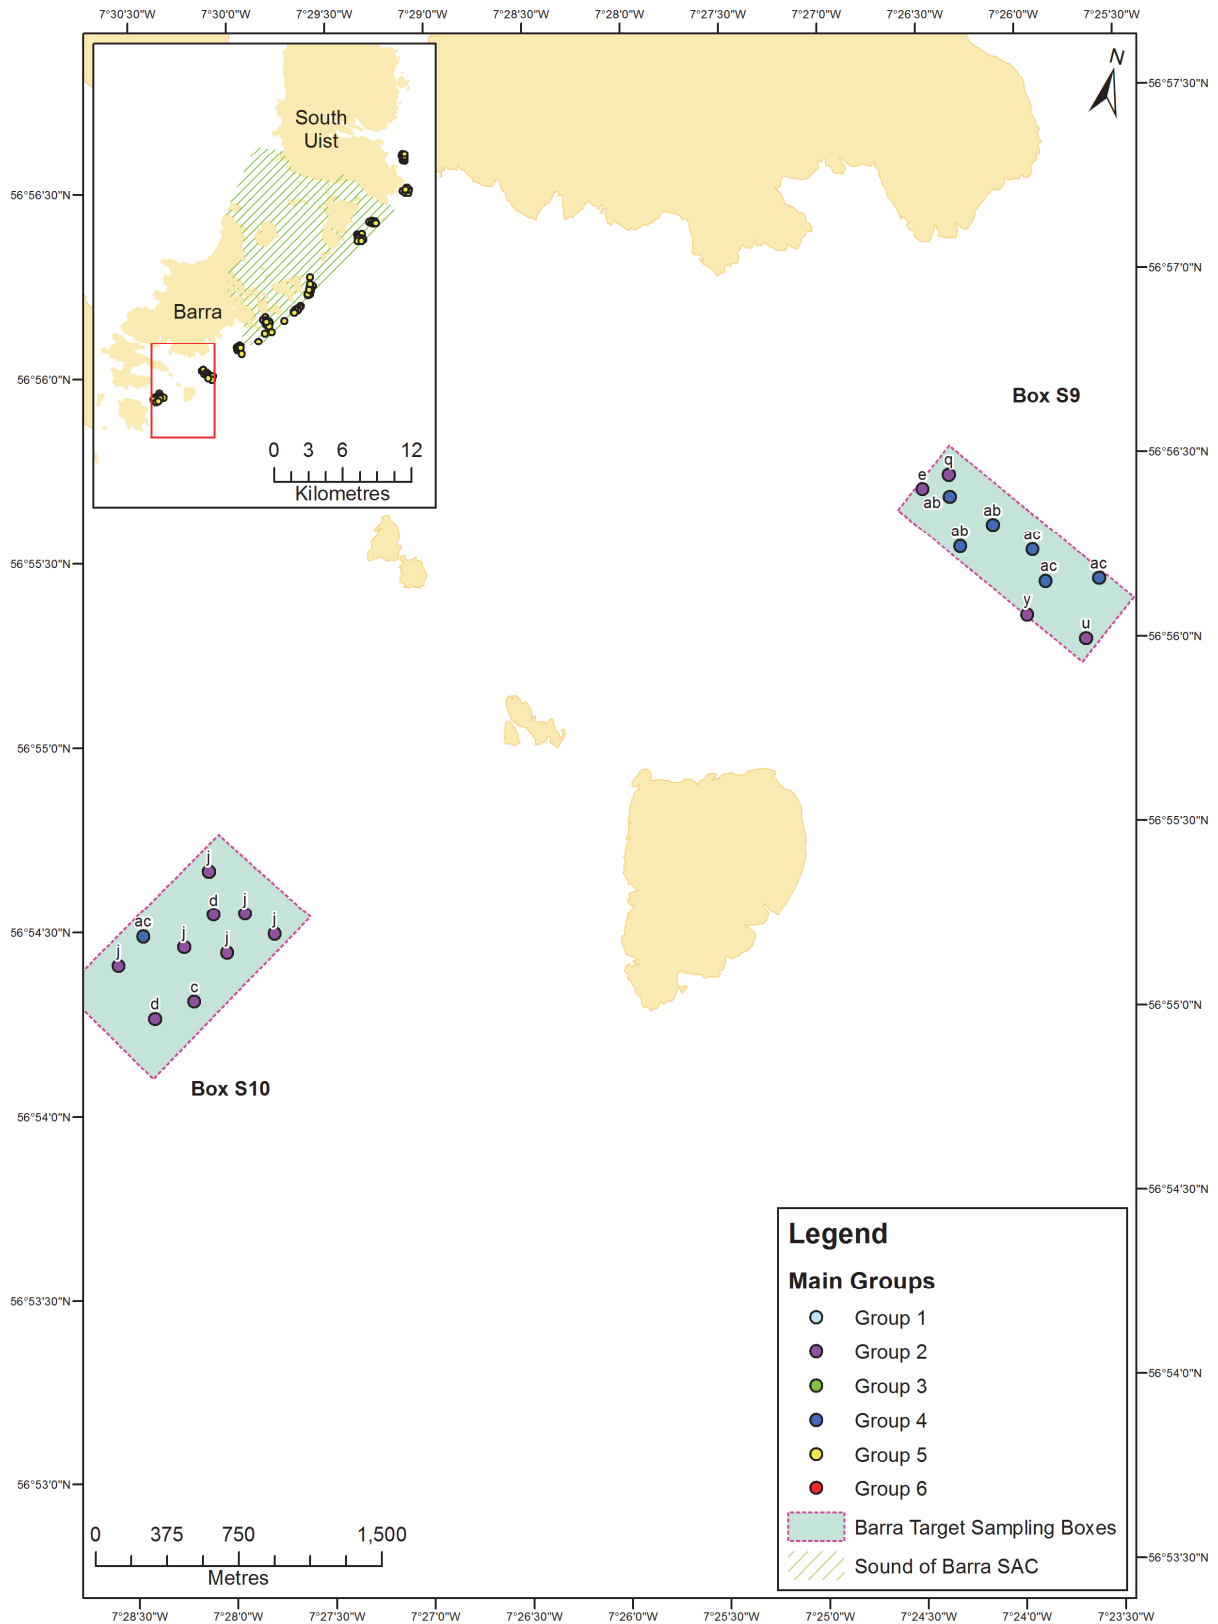 7°30'30"W 7°30'0"W 7°29'30"W 7°29'0"W 7°28'30"W 7°28'0"W 7°27'30"W 7°27'0"W 7°26'30"W 7°26'0"W 7°25'30"W
N
56°57'30"N
South
Uist
56°56'30"N
56°57'0"N
Barra
56°56'0"N
Box S9
0 3 6 12
Kilometres
56°56'30"N
q
e
ab
ab
ab
ac
ac
ac
y
u
56°55'30"N
56°56'0"N
56°55'0"N
56°55'30"N
j
d
j
ac
j
j
j
j
c
d
56°54'30"N
56°55'0"N
Box S10
56°54'0"N
56°54'30"N
Legend
Main Groups
Group 1
Group 2
Group 3
Group 4
Group 5
Group 6
Barra Target Sampling Boxes
Sound of Barra SAC
56°53'30"N
56°54'0"N
56°53'0"N
56°53'30"N
0 375 750 1,500
Metres
7°28'30"W 7°28'0"W 7°27'30"W 7°27'0"W 7°26'30"W 7°26'0"W 7°25'30"W 7°25'0"W 7°24'30"W 7°24'0"W 7°23'30"W